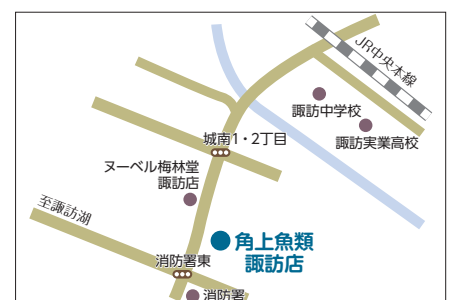 JR中央本線
諏訪中学校
諏訪実業高校
城南1・2丁目
ヌーベル梅林堂
諏訪店
至諏訪湖
角上魚類
諏訪店
消防署東
消防署